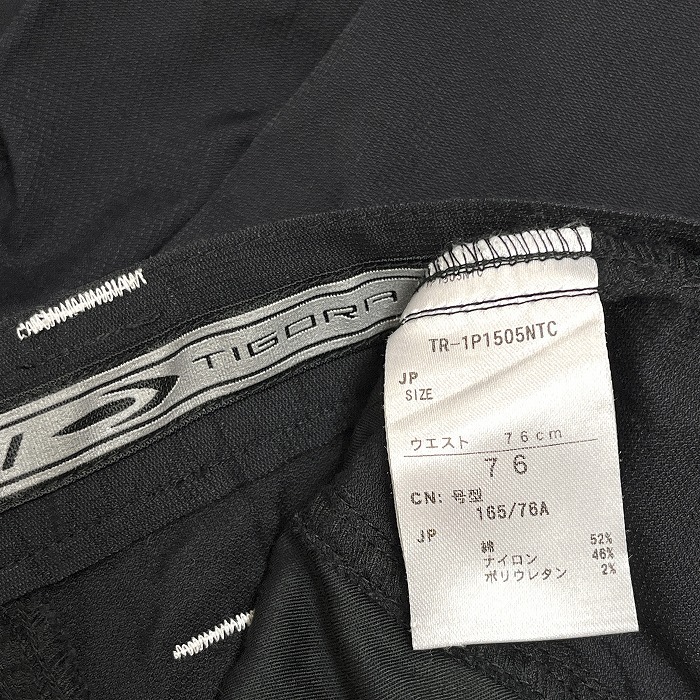 TIGORA
TR-1P1505NTC
JP
SIZE
ウエスト 76cm
76
CN: 号型
165/76A
JP
綿 52%
ナイロン 46%
ポリウレタン 2%